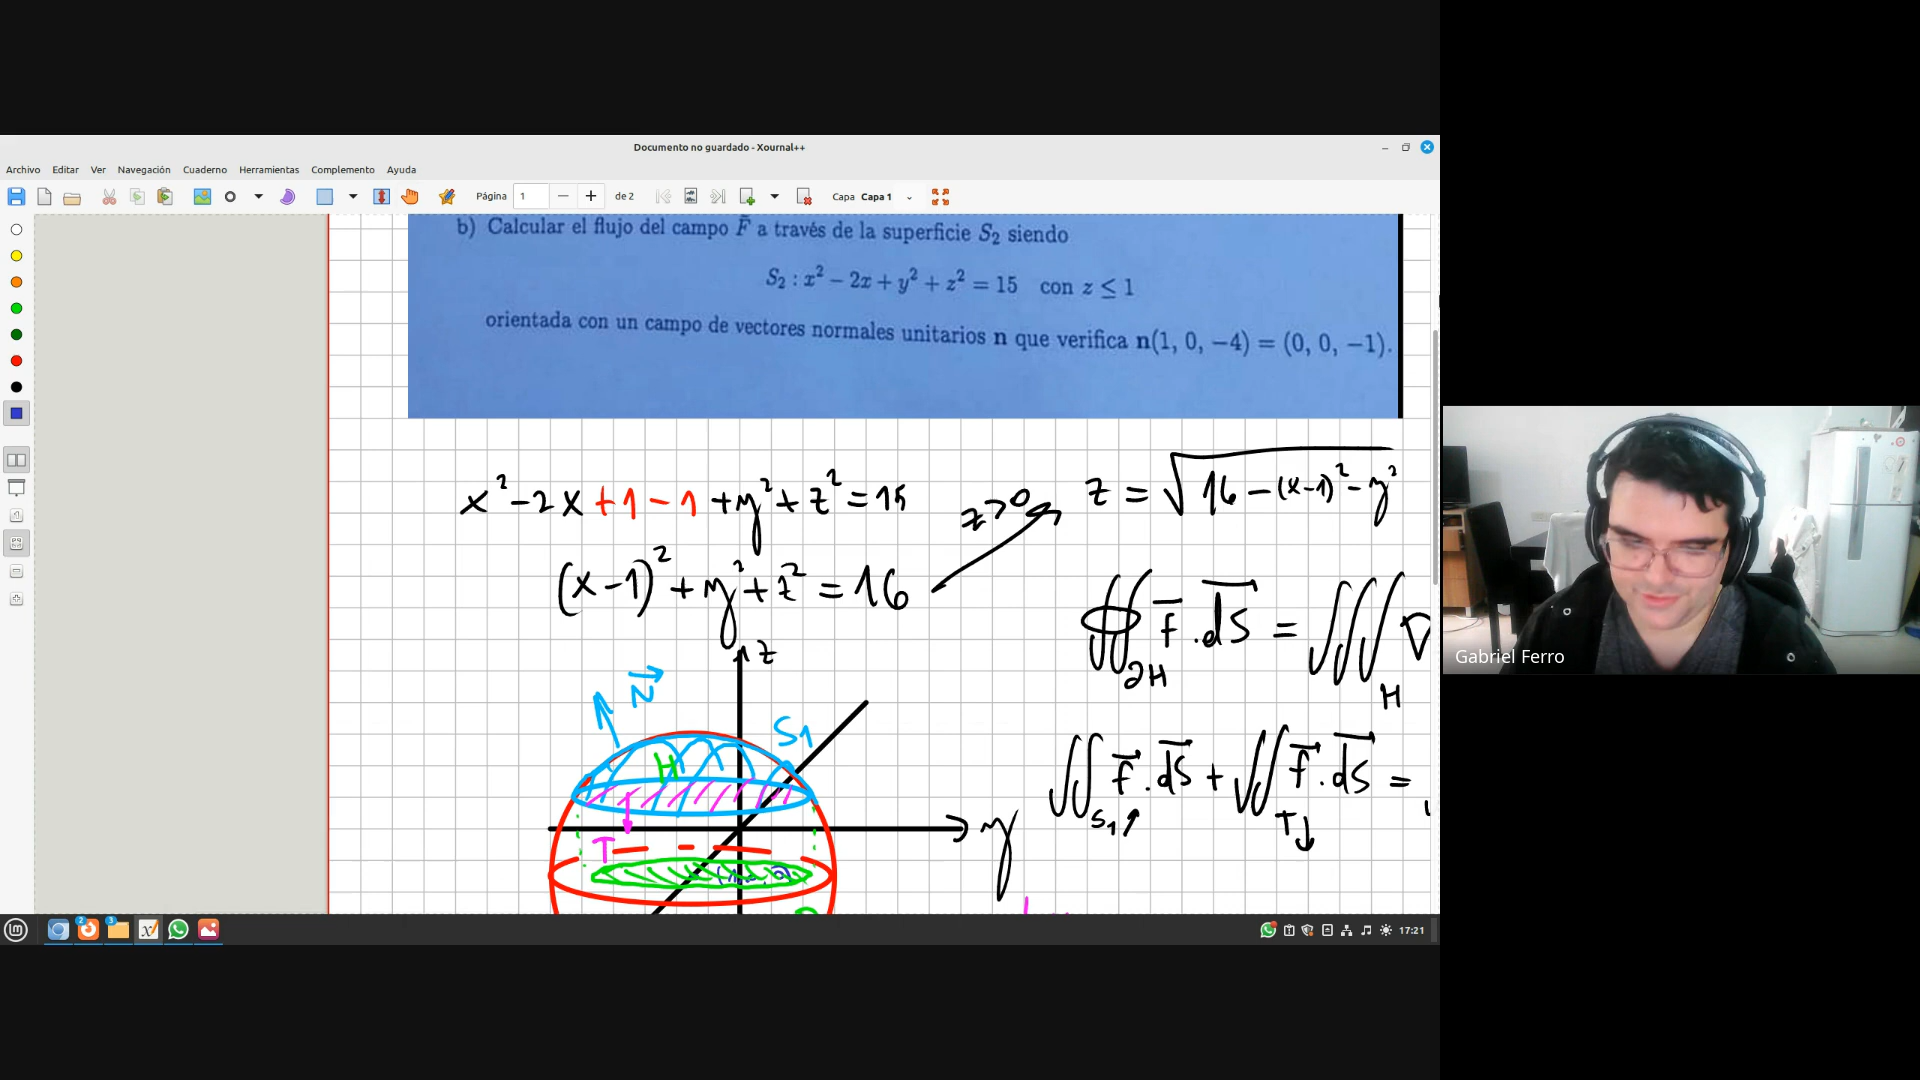 Documento no guardado - Xournal++
Archivo Editar Ver Navegación Cuaderno Herramientas Complemento Ayuda
Página 1 de 2 Capa Capa 1
b) Calcular el flujo del campo F̄ a través de la superficie S₂ siendo
S₂ : x² − 2x + y² + z² = 15 con z ≤ 1
orientada con un campo de vectores normales unitarios n que verifica n(1, 0, −4) = (0, 0, −1).
x² − 2x + 1 − 1 + y² + z² = 15
z > 0
z = √16 − (x−1)² − y²
(x−1)² + y² + z² = 16
∯ F . dS = ∭ ∇
∂H
H
z
N
S1
H
∬ F . dS + ∬ F . dS =
S1 ↑
T ↓
y
T
Gabriel Ferro
2
3
17:21